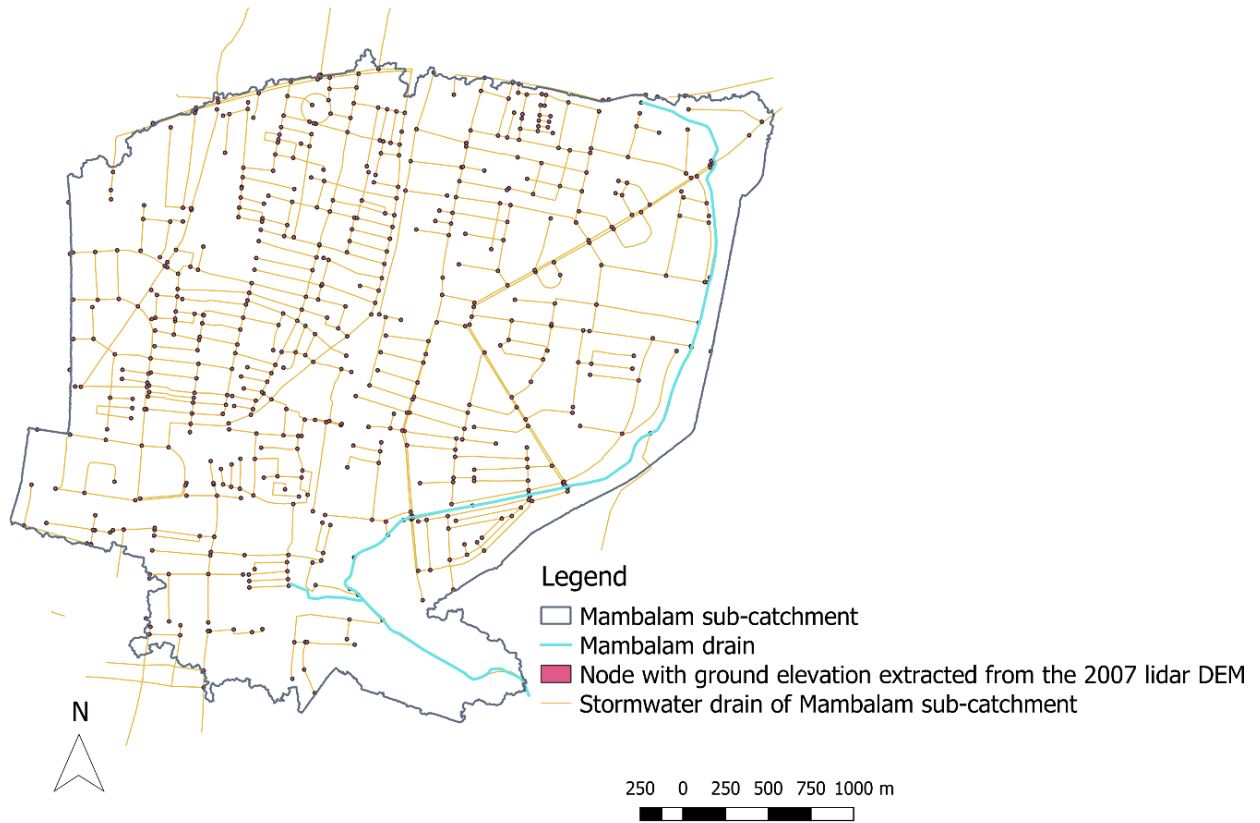 Legend
Mambalam sub-catchment
Mambalam drain
Node with ground elevation extracted from the 2007 lidar DEM
Stormwater drain of Mambalam sub-catchment
N
250 0 250 500 750 1000 m